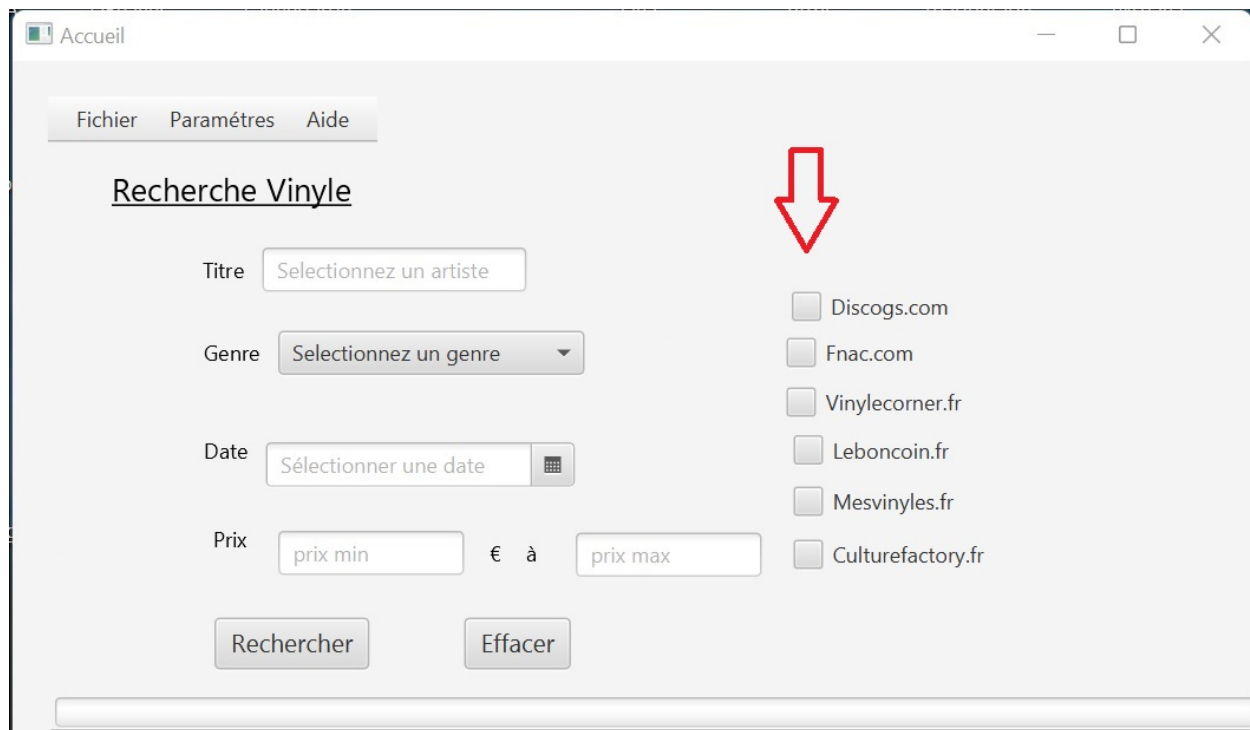 Accueil
Fichier Paramétres Aide
Recherche Vinyle
Titre Selectionnez un artiste
Genre Selectionnez un genre
Date Sélectionner une date
Prix prix min € à prix max
Rechercher Effacer
Discogs.com
Fnac.com
Vinylecorner.fr
Leboncoin.fr
Mesvinyles.fr
Culturefactory.fr